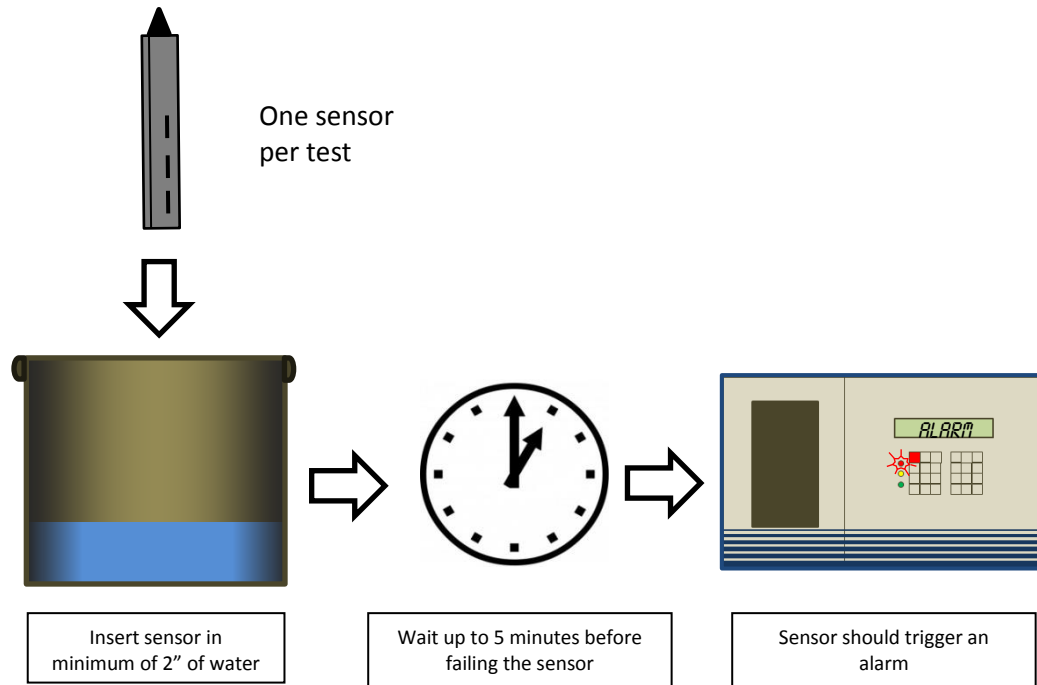 One sensor
per test
ALARM
Insert sensor in
minimum of 2” of water
Wait up to 5 minutes before
failing the sensor
Sensor should trigger an
alarm